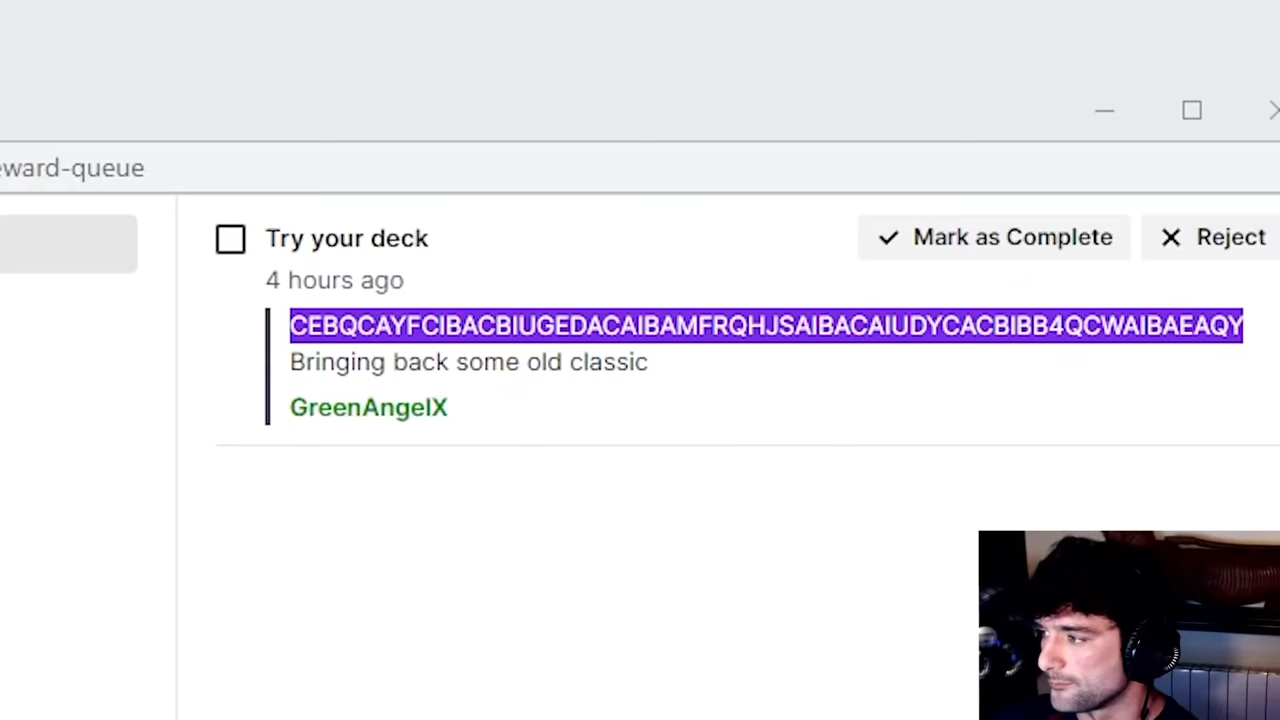 eward-queue
Try your deck
Mark as Complete
Reject
4 hours ago
CEBQCAYFCIBACBIUGEDACAIBAMFRQHJSAIBACAIUDYCACBIBB4QCWAIBAEAQY
Bringing back some old classic
GreenAngelX